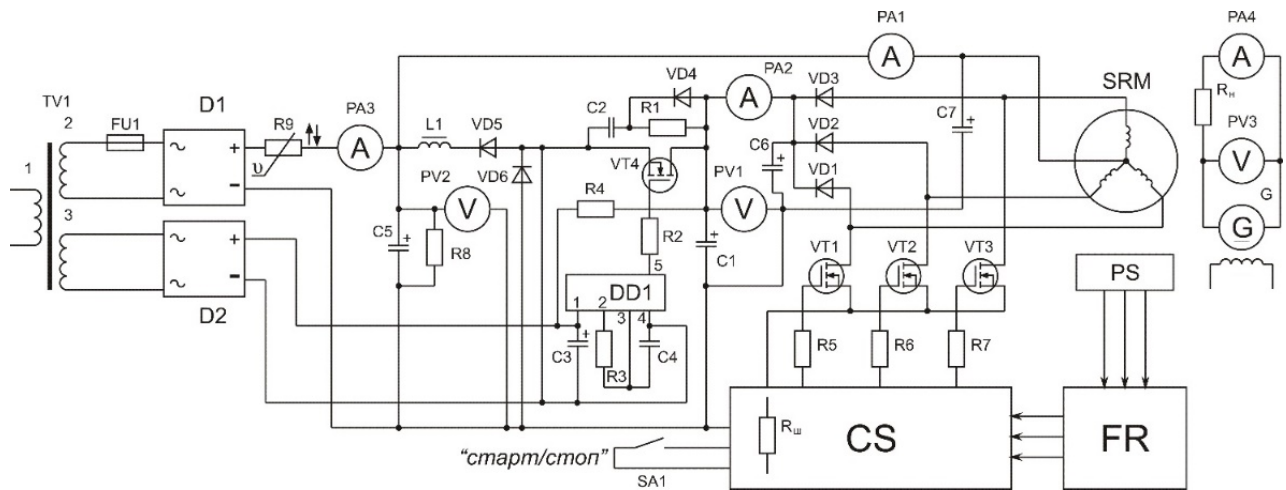 PA1
PA4
A
A
TV1
D1
PA3
VD4
PA2
VD3
SRM
2
FU1
R9
C2
R1
A
C7
Rн
+
A
L1
VD5
VD2
PV3
1
υ
VT4
C6
V
−
PV2
VD6
PV1
VD1
G
3
V
R4
V
G
+
C5
R8
R2
C1
VT1
VT2
VT3
−
5
PS
D2
DD1
1
2
3
4
C3
R3
C4
R5
R6
R7
Rш
CS
FR
“старт/стоп”
SA1